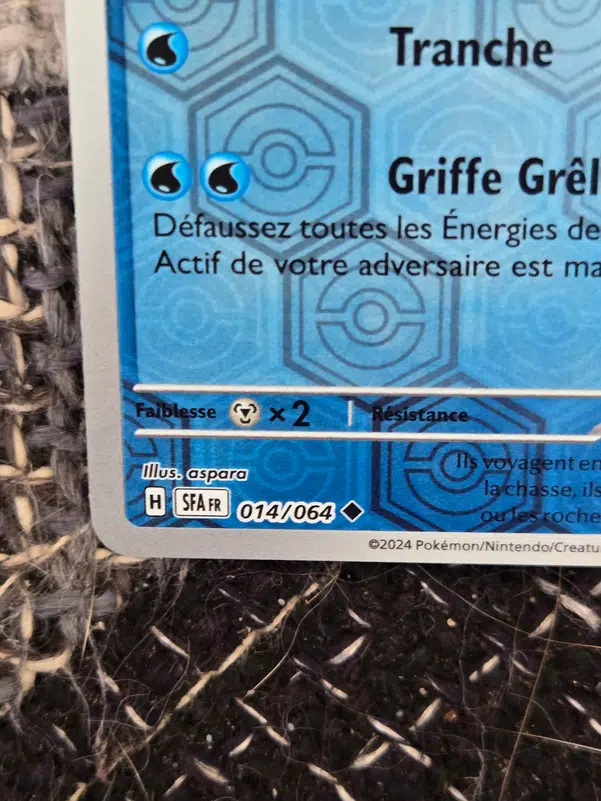 Tranche
Griffe Grêl
Défaussez toutes les Énergies de
Actif de votre adversaire est ma
Faiblesse ×2 Résistance
Illus. aspara
Ils voyagent en
la chasse, ils
ou les roche
H SFA FR 014/064
©2024 Pokémon/Nintendo/Creatu